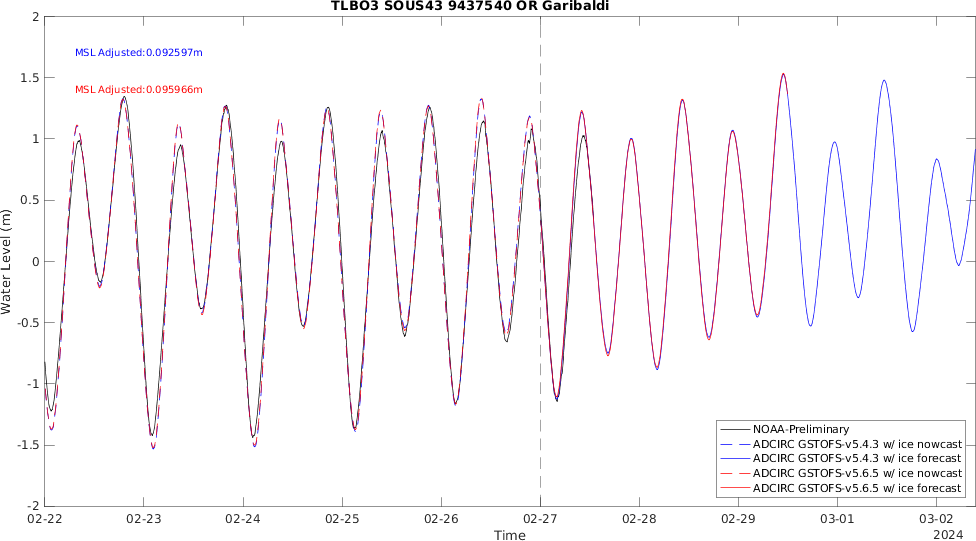 TLBO3 SOUS43 9437540 OR Garibaldi
MSL Adjusted:0.092597m
MSL Adjusted:0.095966m
Water Level (m)
2
1.5
1
0.5
0
-0.5
-1
-1.5
-2
NOAA-Preliminary
ADCIRC GSTOFS-v5.4.3 w/ ice nowcast
ADCIRC GSTOFS-v5.4.3 w/ ice forecast
ADCIRC GSTOFS-v5.6.5 w/ ice nowcast
ADCIRC GSTOFS-v5.6.5 w/ ice forecast
02-22 02-23 02-24 02-25 02-26 02-27 02-28 02-29 03-01 03-02
Time
2024